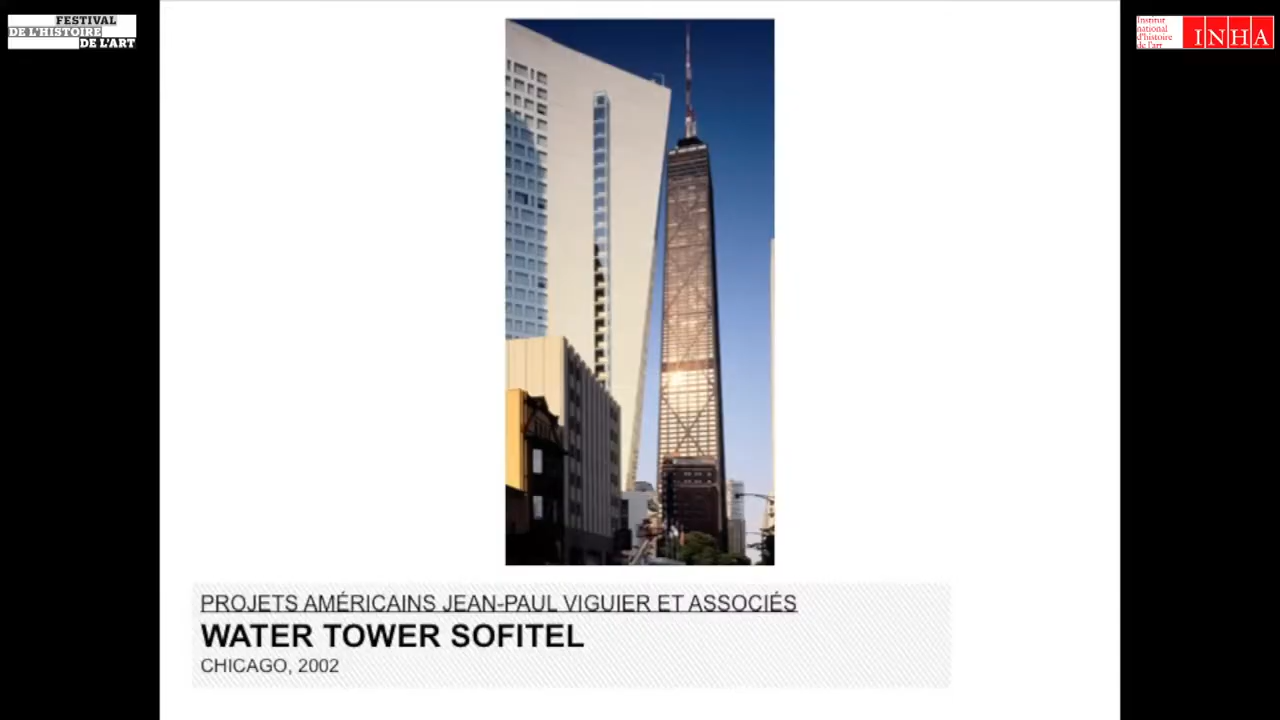 FESTIVAL
DE L'HISTOIRE
DE L'ART
Institut
national
d'histoire
de l'art
INHA
PROJETS AMÉRICAINS JEAN-PAUL VIGUIER ET ASSOCIÉS
WATER TOWER SOFITEL
CHICAGO, 2002